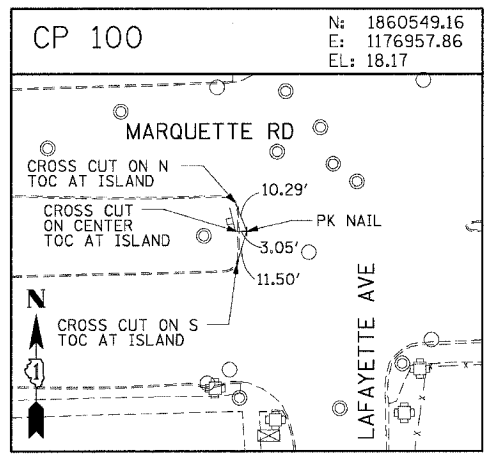 CP 100
N: 1860549.16
E: 1176957.86
EL: 18.17
MARQUETTE RD
CROSS CUT ON N
TOC AT ISLAND
10.29'
CROSS CUT
ON CENTER
TOC AT ISLAND
PK NAIL
3.05'
11.50'
N
CROSS CUT ON S
TOC AT ISLAND
1
LAFAYETTE AVE
x
x
x